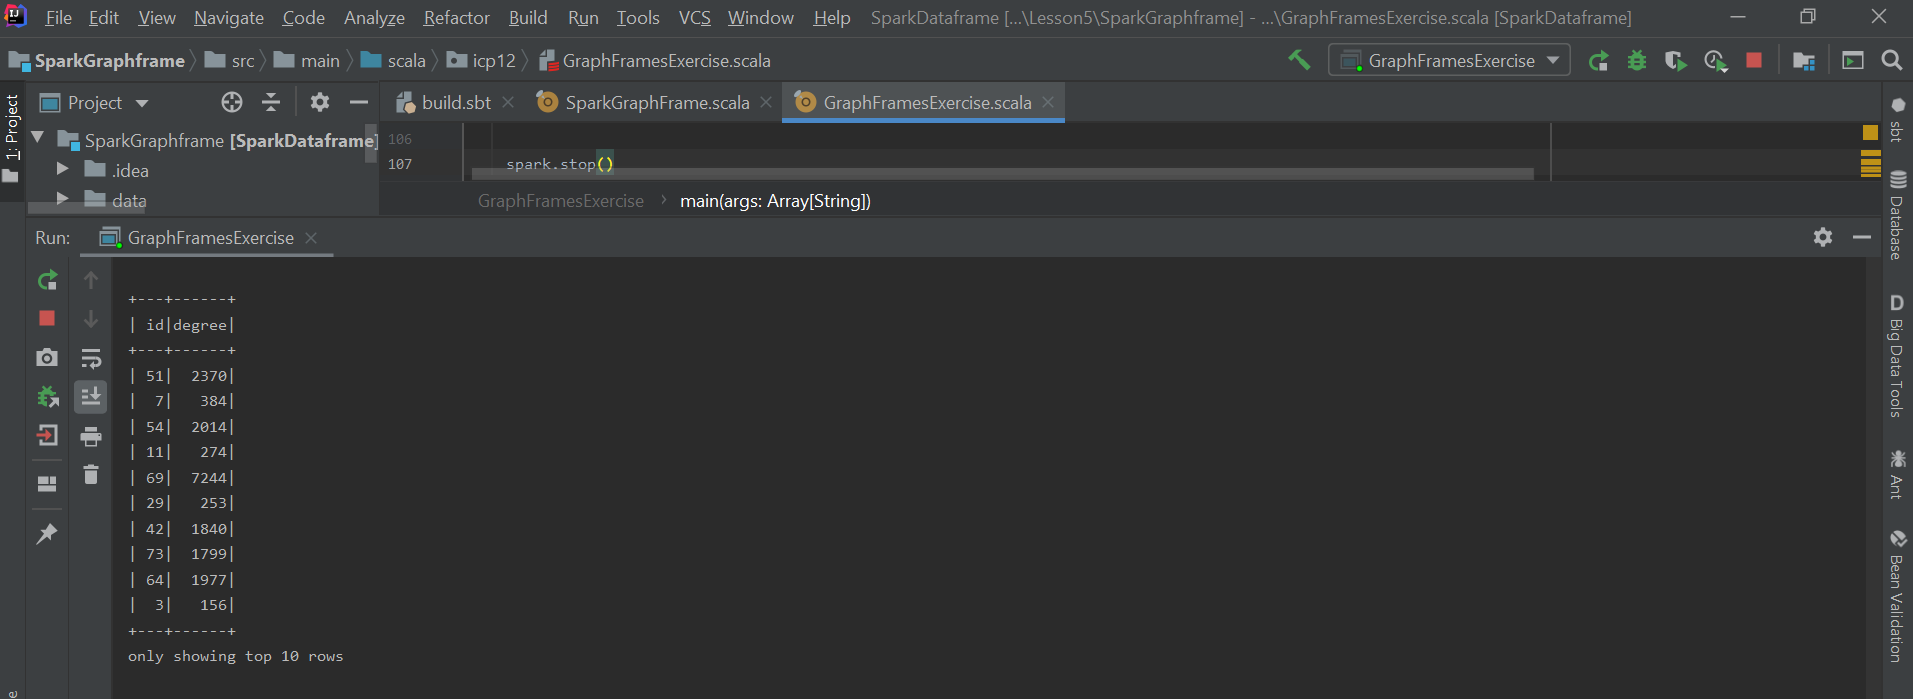 File Edit View Navigate Code Analyze Refactor Build Run Tools VCS Window Help SparkDataframe [...\Lesson5\SparkGraphframe] - ...\GraphFramesExercise.scala [SparkDataframe]
SparkGraphframe src main scala icp12 GraphFramesExercise.scala GraphFramesExercise
1: Project
Project
build.sbt SparkGraphFrame.scala GraphFramesExercise.scala
SparkGraphframe [SparkDataframe]
.idea
data
106
107 spark.stop()
GraphFramesExercise › main(args: Array[String])
Run: GraphFramesExercise
+---+------+
| id|degree|
+---+------+
| 51|  2370|
|  7|   384|
| 54|  2014|
| 11|   274|
| 69|  7244|
| 29|   253|
| 42|  1840|
| 73|  1799|
| 64|  1977|
|  3|   156|
+---+------+
only showing top 10 rows
sbt
Database
D Big Data Tools
Ant
Bean Validation